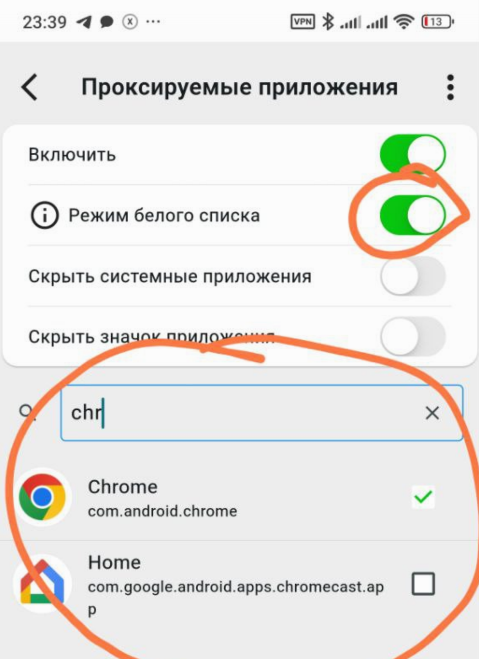 23:39
VPN
13
Проксируемые приложения
Включить
Режим белого списка
Скрыть системные приложения
Скрыть значок приложения
chr
Chrome
com.android.chrome
Home
com.google.android.apps.chromecast.ap
p